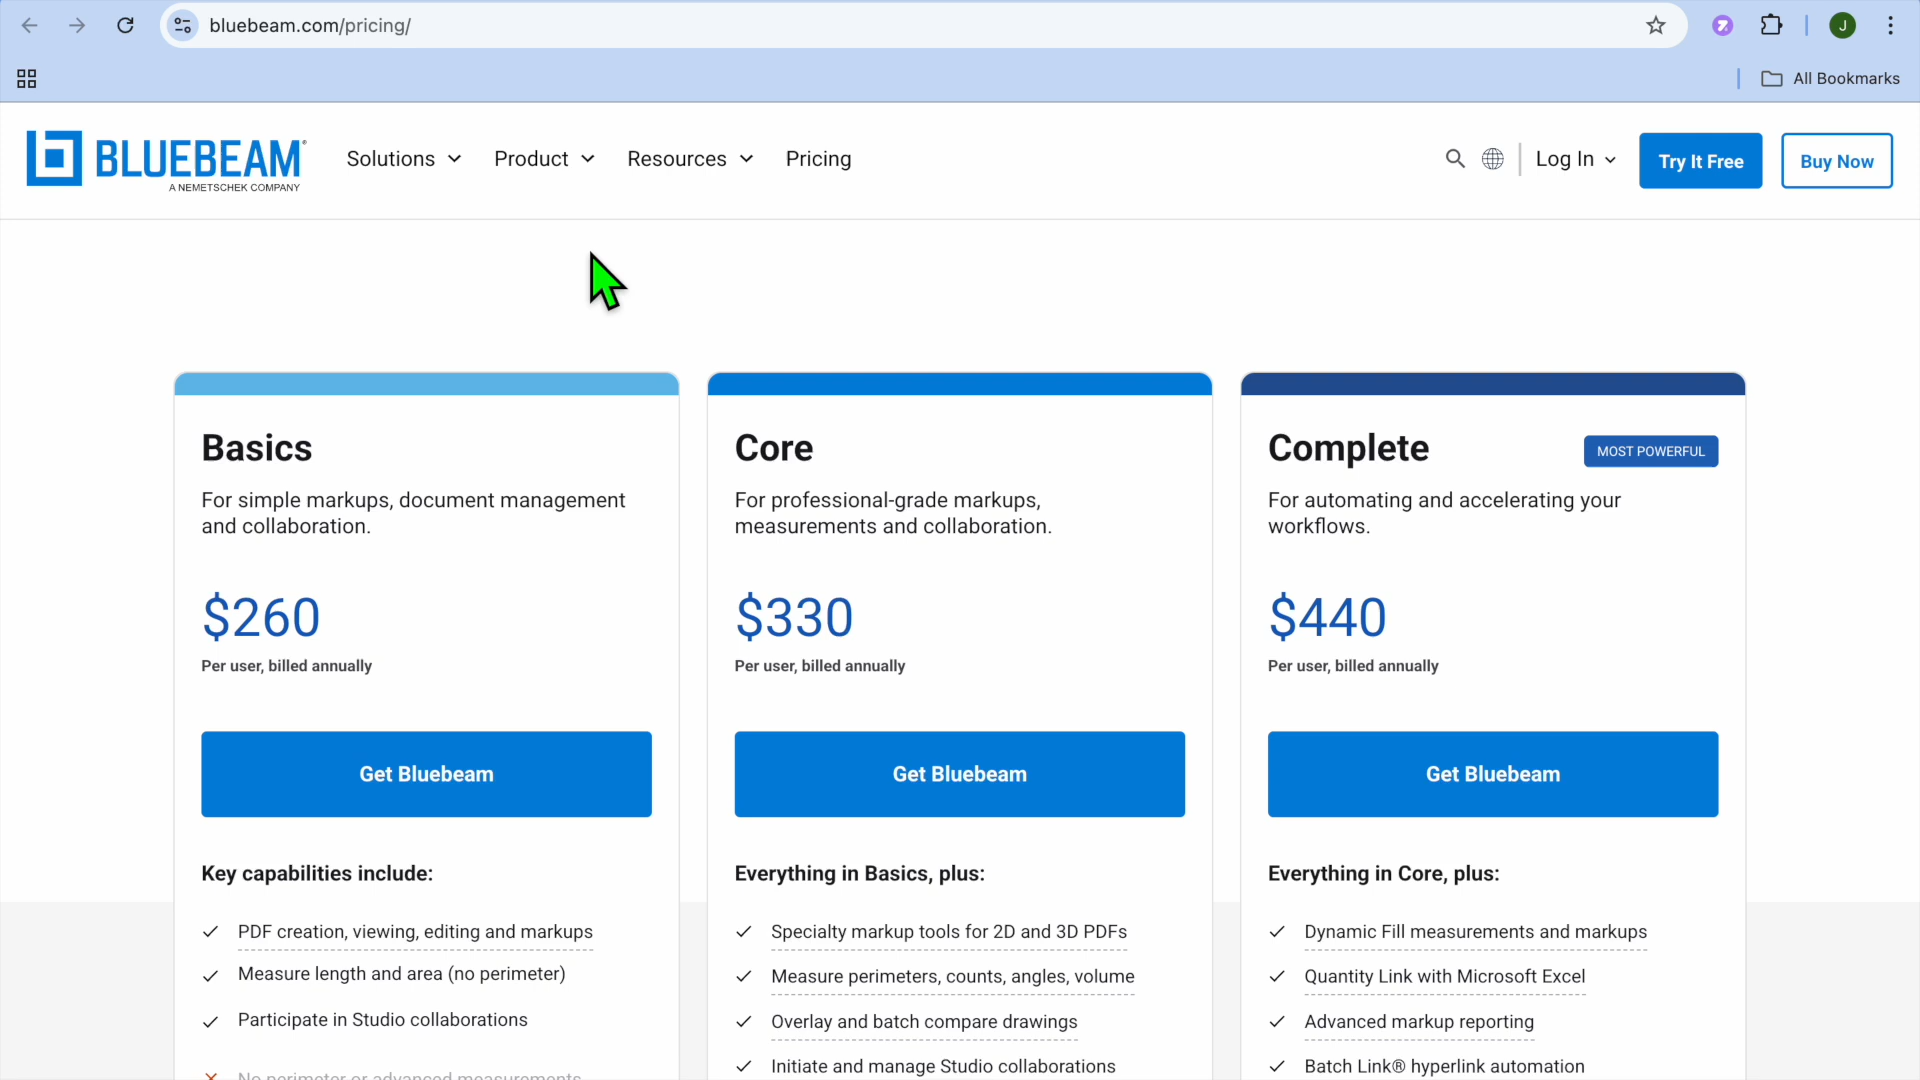 bluebeam.com/pricing/
J
All Bookmarks
BLUEBEAM®
A NEMETSCHEK COMPANY
Solutions
Product
Resources
Pricing
Log In
Try It Free
Buy Now
Basics
For simple markups, document management
and collaboration.
$260
Per user, billed annually
Get Bluebeam
Key capabilities include:
PDF creation, viewing, editing and markups
Measure length and area (no perimeter)
Participate in Studio collaborations
No perimeter or advanced measurements
Core
For professional-grade markups,
measurements and collaboration.
$330
Per user, billed annually
Get Bluebeam
Everything in Basics, plus:
Specialty markup tools for 2D and 3D PDFs
Measure perimeters, counts, angles, volume
Overlay and batch compare drawings
Initiate and manage Studio collaborations
Complete
MOST POWERFUL
For automating and accelerating your
workflows.
$440
Per user, billed annually
Get Bluebeam
Everything in Core, plus:
Dynamic Fill measurements and markups
Quantity Link with Microsoft Excel
Advanced markup reporting
Batch Link® hyperlink automation